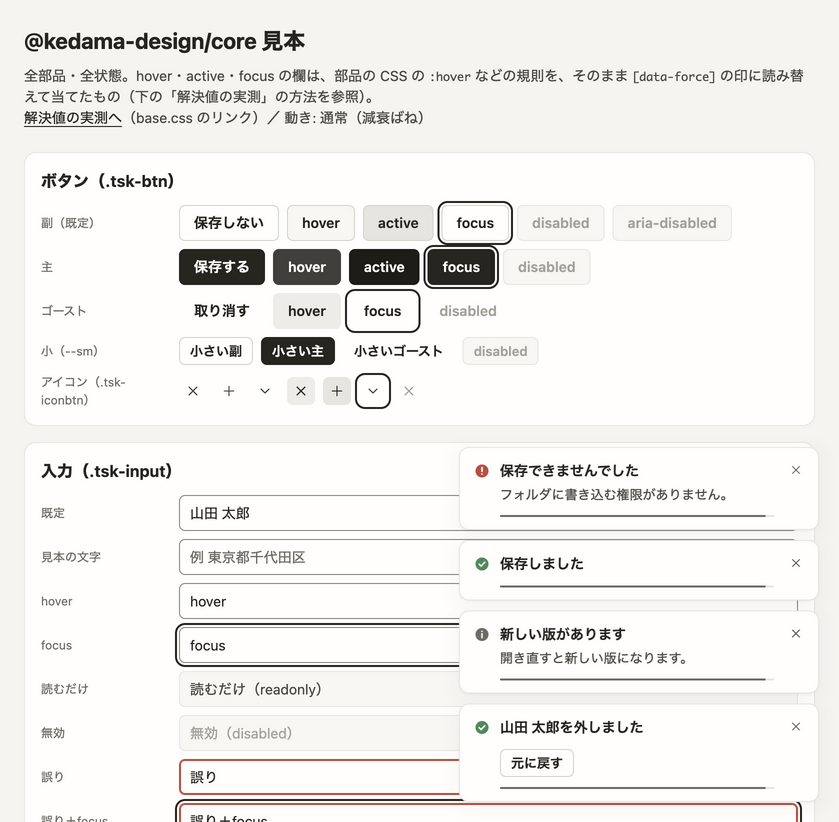 @kedama-design/core 見本
全部品・全状態。hover・active・focus の欄は、部品の CSS の :hover などの規則を、そのまま [data-force] の印に読み替
えて当てたもの（下の「解決値の実測」の方法を参照）。
解決値の実測へ（base.css のリンク）／ 動き: 通常（減衰ばね）
ボタン（.tsk-btn）
副（既定） 保存しない hover active focus disabled aria-disabled
主 保存する hover active focus disabled
ゴースト 取り消す hover focus disabled
小（--sm） 小さい副 小さい主 小さいゴースト disabled
アイコン（.tsk-
iconbtn）
入力（.tsk-input）
既定 山田 太郎
見本の文字 例 東京都千代田区
hover hover
focus focus
読むだけ 読むだけ（readonly）
無効 無効（disabled）
誤り 誤り
誤り＋focus 誤り＋focus
保存できませんでした
フォルダに書き込む権限がありません。
保存しました
新しい版があります
開き直すと新しい版になります。
山田 太郎を外しました
元に戻す